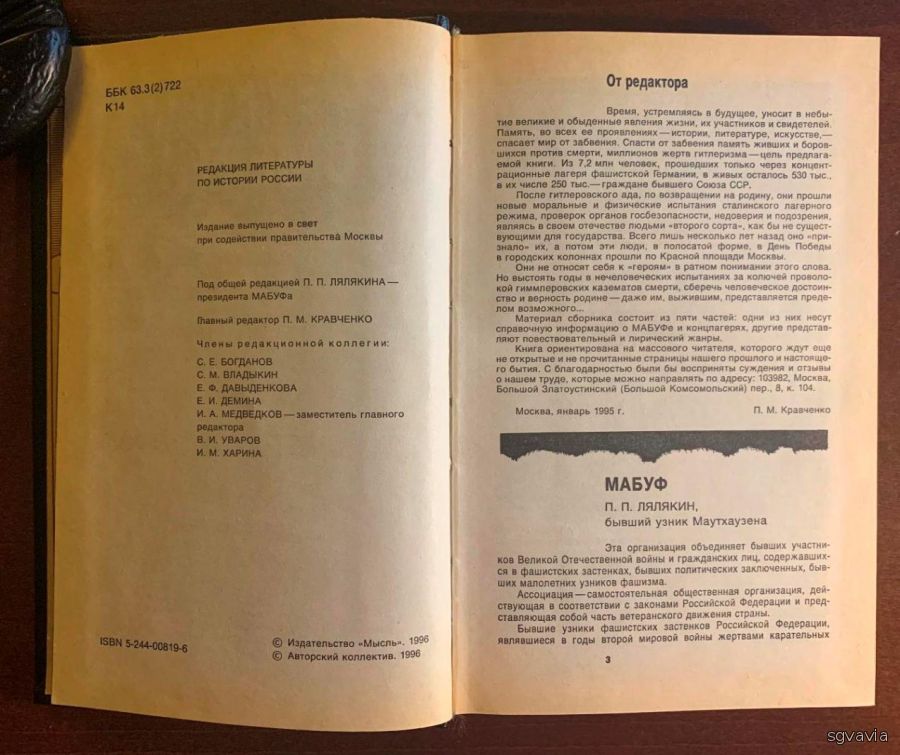 ББК 63.3(2)722
К14
РЕДАКЦИЯ ЛИТЕРАТУРЫ
ПО ИСТОРИИ РОССИИ
Издание выпущено в свет
при содействии правительства Москвы
Под общей редакцией П. П. ЛЯЛЯКИНА —
президента МАБУФа
Главный редактор П. М. КРАВЧЕНКО
Члены редакционной коллегии:
С. Е. БОГДАНОВ
С. М. ВЛАДЫКИН
Е. Ф. ДАВЫДЕНКОВА
Е. И. ДЕМИНА
И. А. МЕДВЕДКОВ — заместитель главного
редактора
В. И. УВАРОВ
И. М. ХАРИНА
ISBN 5-244-00819-6
© Издательство «Мысль». 1996
© Авторский коллектив. 1996
От редактора
Время, устремляясь в будущее, уносит в небы-
тие великие и обыденные явления жизни, их участников и свидетелей.
Память, во всех ее проявлениях — истории, литературе, искусстве,—
спасает мир от забвения. Спасти от забвения память живших и боров-
шихся против смерти, миллионов жертв гитлеризма — цель предлага-
емой книги. Из 7,2 млн человек, прошедших только через концент-
рационные лагеря фашистской Германии, в живых осталось 530 тыс.,
в их числе 250 тыс.— граждане бывшего Союза ССР.
После гитлеровского ада, по возвращении на родину, они прошли
новые моральные и физические испытания сталинского лагерного
режима, проверок органов госбезопасности, недоверия и подозрения,
являясь в своем отечестве людьми «второго сорта», как бы не сущест-
вующими для государства. Всего лишь несколько лет назад оно «при-
знало» их, а потом эти люди, в полосатой форме, в День Победы
в городских колоннах прошли по Красной площади Москвы.
Они не относят себя к «героям» в ратном понимании этого слова.
Но выстоять годы в нечеловеческих испытаниях за колючей проволо-
кой гиммлеровских казематов смерти, сберечь человеческое достоин-
ство и верность родине — даже им, выжившим, представляется преде-
лом возможного...
Материал сборника состоит из пяти частей: одни из них несут
справочную информацию о МАБУФе и концлагерях, другие представ-
ляют повествовательный и лирический жанры.
Книга ориентирована на массового читателя, которого ждут еще
не открытые и не прочитанные страницы нашего прошлого и настояще-
го бытия. С благодарностью были бы восприняты суждения и отзывы
о нашем труде, которые можно направлять по адресу: 103982, Москва,
Большой Златоустинский (Большой Комсомольский) пер., 8, к. 104.
Москва, январь 1995 г. П. М. Кравченко
МАБУФ
П. П. ЛЯЛЯКИН,
бывший узник Маутхаузена
Эта организация объединяет бывших участни-
ков Великой Отечественной войны и гражданских лиц, содержавших-
ся в фашистских застенках, бывших политических заключенных, быв-
ших малолетних узников фашизма.
Ассоциация — самостоятельная общественная организация, дей-
ствующая в соответствии с законами Российской Федерации и пред-
ставляющая собой часть ветеранского движения страны.
Бывшие узники фашистских застенков Российской Федерации,
являвшиеся в годы второй мировой войны жертвами карательных
3
sgvavia